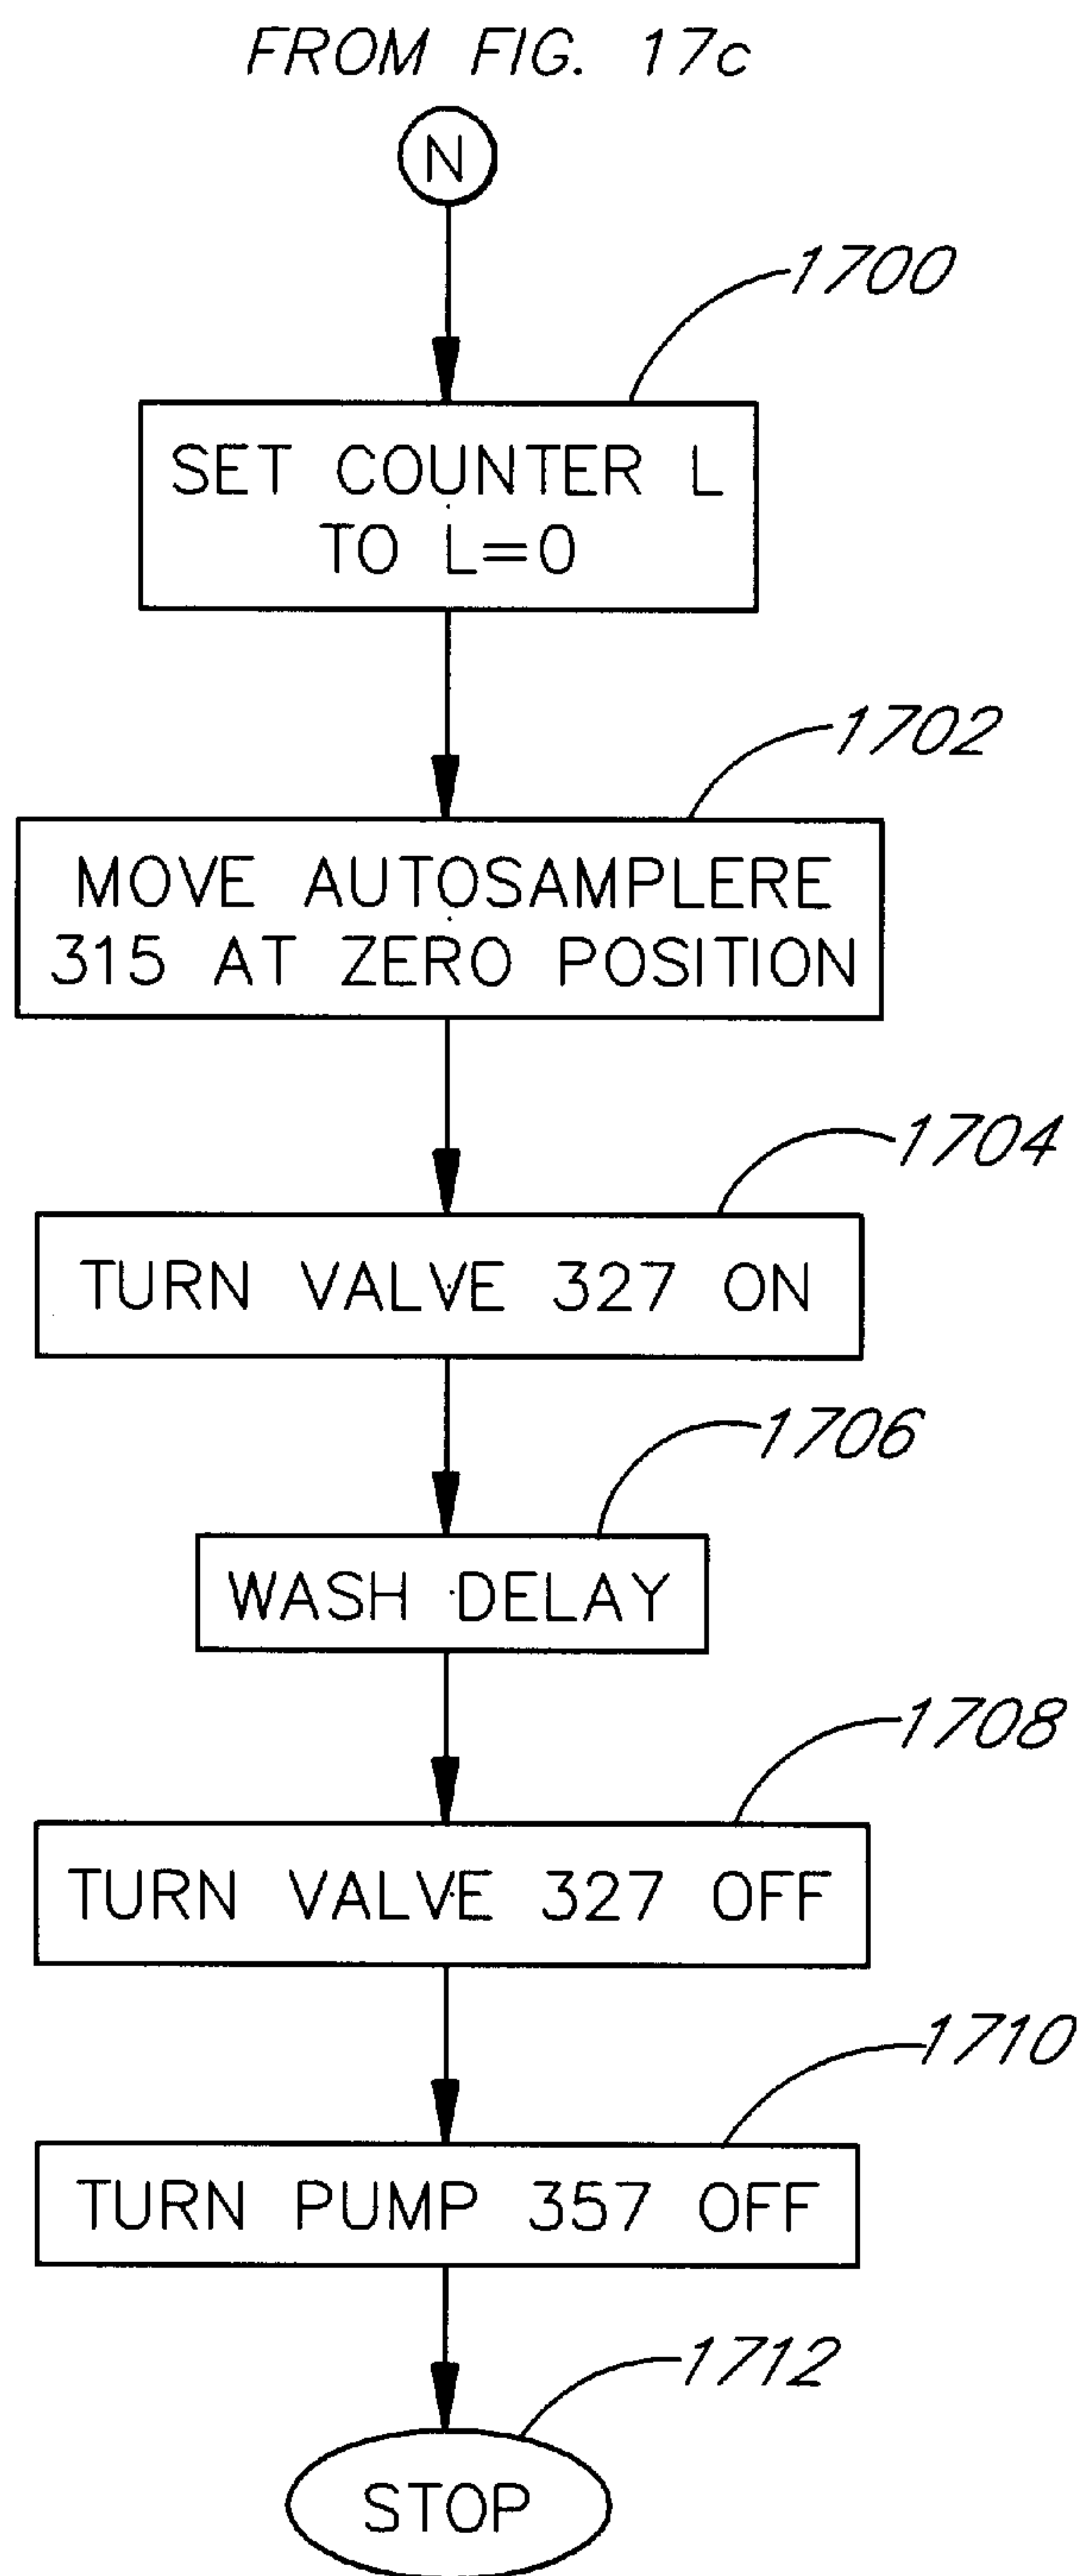 FROM FIG. 17c
N
1700
SET COUNTER L
TO L=0
1702
MOVE AUTOSAMPLERE
315 AT ZERO POSITION
1704
TURN VALVE 327 ON
1706
WASH DELAY
1708
TURN VALVE 327 OFF
1710
TURN PUMP 357 OFF
1712
STOP